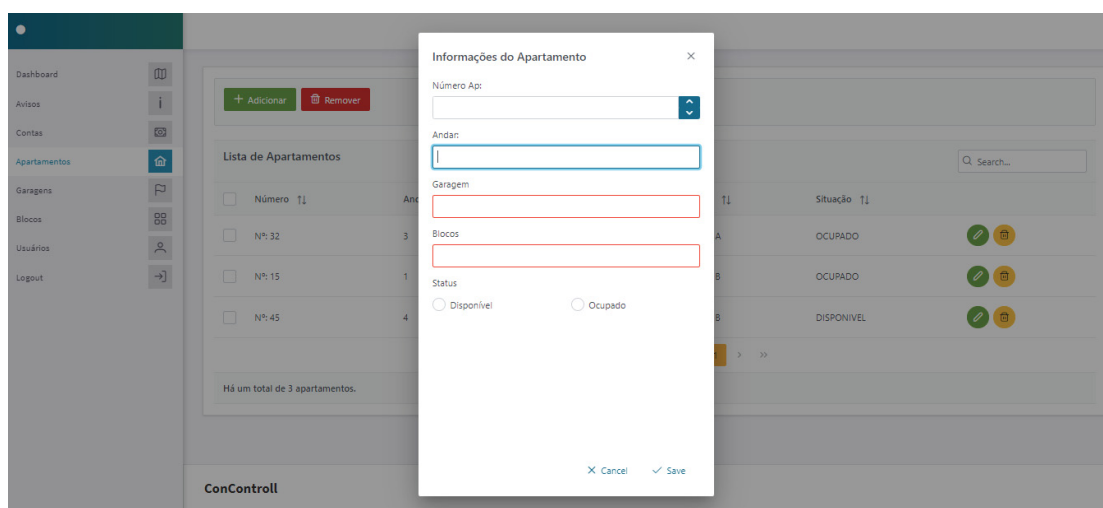 Dashboard
Avisos
Contas
Apartamentos
Garagens
Blocos
Usuários
Logout
+ Adicionar
Remover
Lista de Apartamentos
Search...
Número
And
Situação
Nº: 32
3
A
OCUPADO
Nº: 15
1
B
OCUPADO
Nº: 45
4
B
DISPONIVEL
Há um total de 3 apartamentos.
ConControll
Informações do Apartamento
Número Ap:
Andar:
Garagem
Blocos
Status
Disponível
Ocupado
Cancel
Save